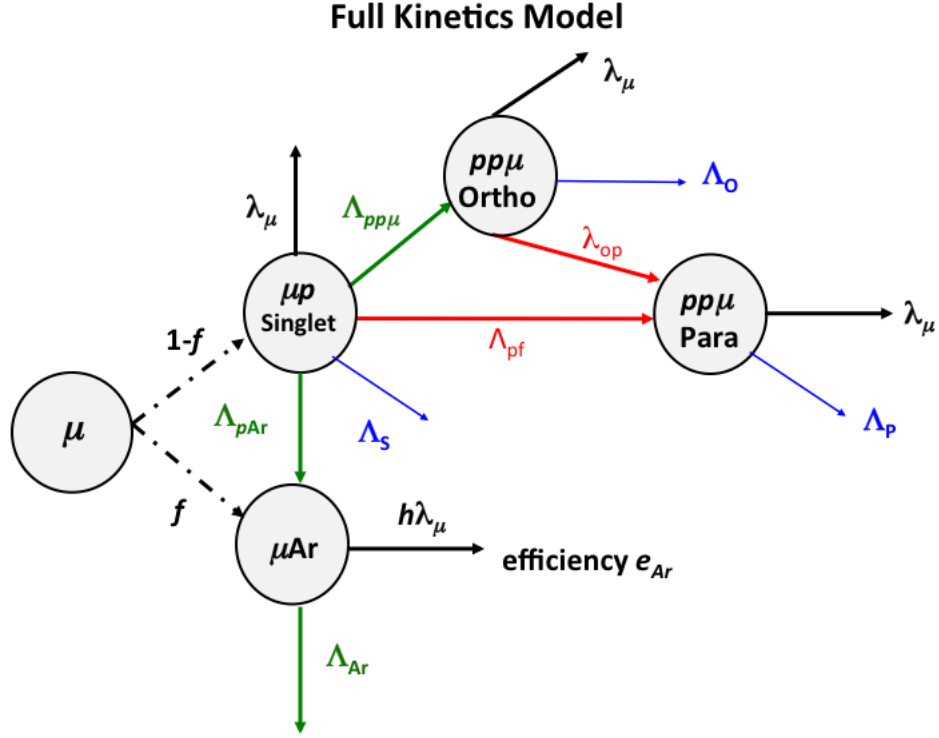 Full Kinetics Model
λμ
ppμ
Ortho
ΛO
λμ
Λppμ
λop
μp
Singlet
ppμ
Para
λμ
Λpf
1-f
ΛpAr
ΛS
ΛP
μ
f
hλμ
μAr
efficiency eAr
ΛAr